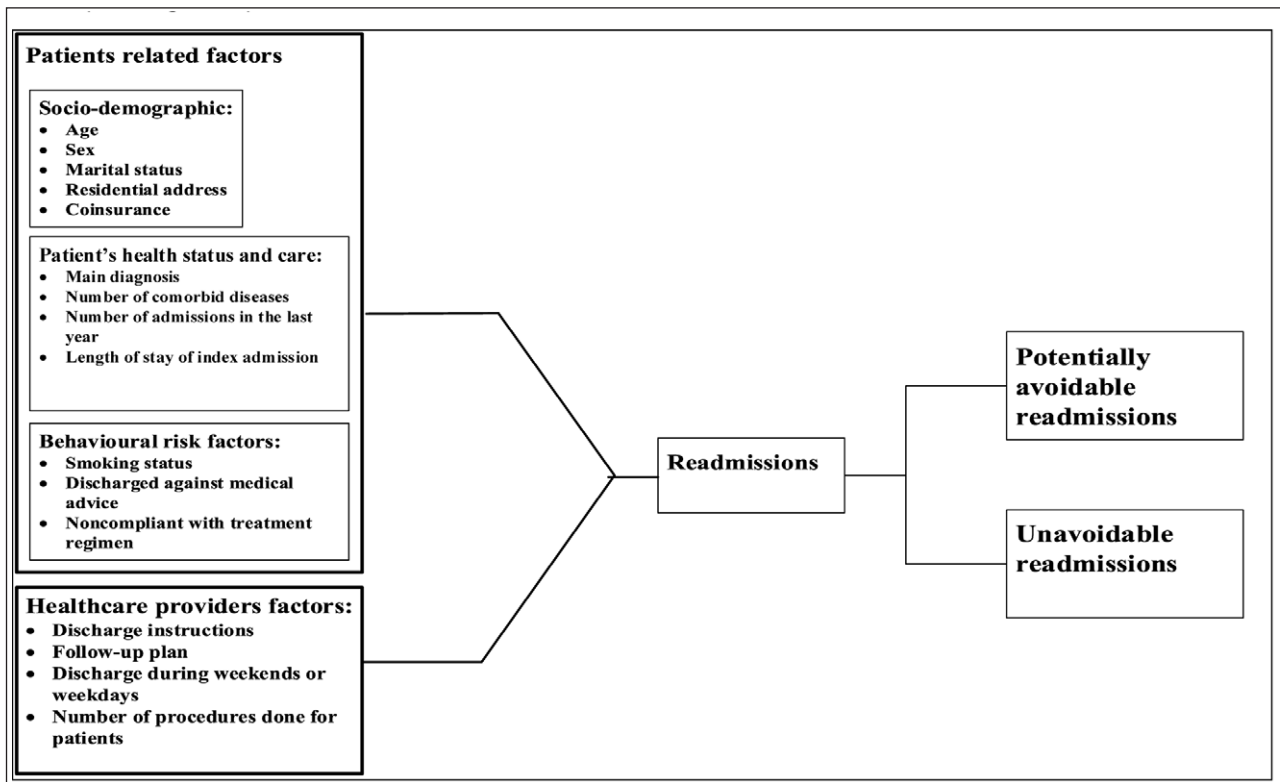 Patients related factors
Socio-demographic:
• Age
• Sex
• Marital status
• Residential address
• Coinsurance
Patient's health status and care:
• Main diagnosis
• Number of comorbid diseases
• Number of admissions in the last
year
• Length of stay of index admission
Behavioural risk factors:
• Smoking status
• Discharged against medical
advice
• Noncompliant with treatment
regimen
Healthcare providers factors:
• Discharge instructions
• Follow-up plan
• Discharge during weekends or
weekdays
• Number of procedures done for
patients
Readmissions
Potentially
avoidable
readmissions
Unavoidable
readmissions